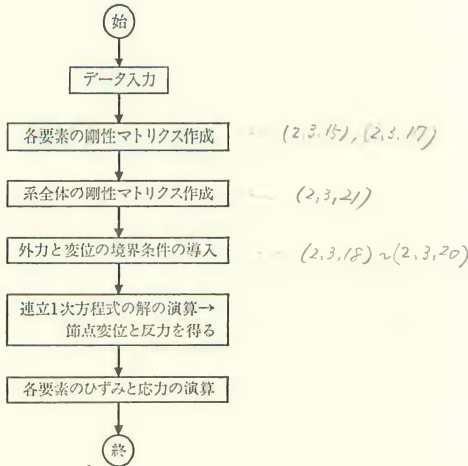 始
データ入力
各要素の剛性マトリクス作成 (2,3,15), (2,3,17)
系全体の剛性マトリクス作成 (2,3,21)
外力と変位の境界条件の導入 (2,3,18)~(2,3,20)
連立1次方程式の解の演算→
節点変位と反力を得る
各要素のひずみと応力の演算
終